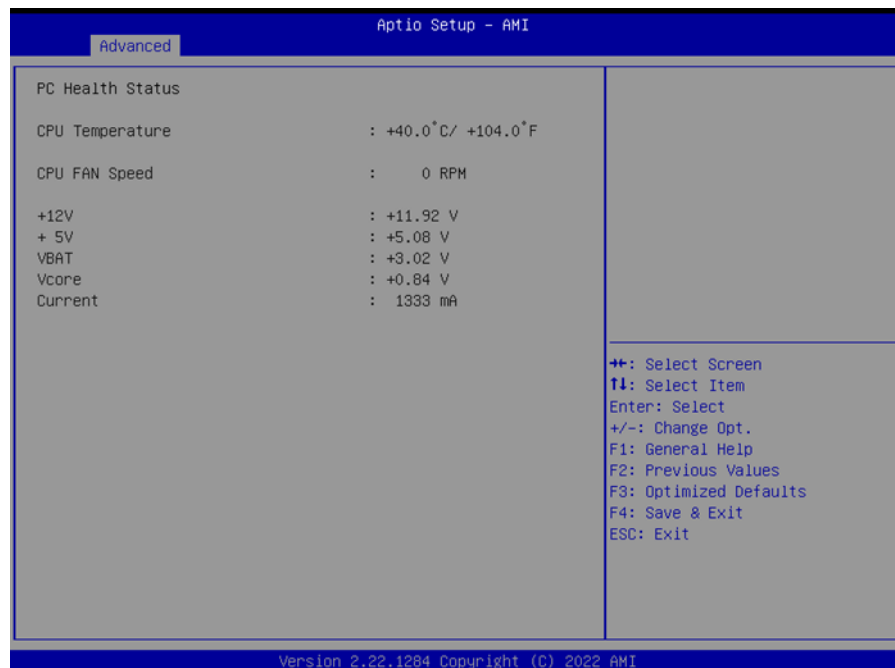 Aptio Setup - AMI
Advanced
PC Health Status
CPU Temperature : +40.0°C/ +104.0°F
CPU FAN Speed : 0 RPM
+12V : +11.92 V
+ 5V : +5.08 V
VBAT : +3.02 V
Vcore : +0.84 V
Current : 1333 mA
→←: Select Screen
↑↓: Select Item
Enter: Select
+/-: Change Opt.
F1: General Help
F2: Previous Values
F3: Optimized Defaults
F4: Save & Exit
ESC: Exit
Version 2.22.1284 Copyright (C) 2022 AMI